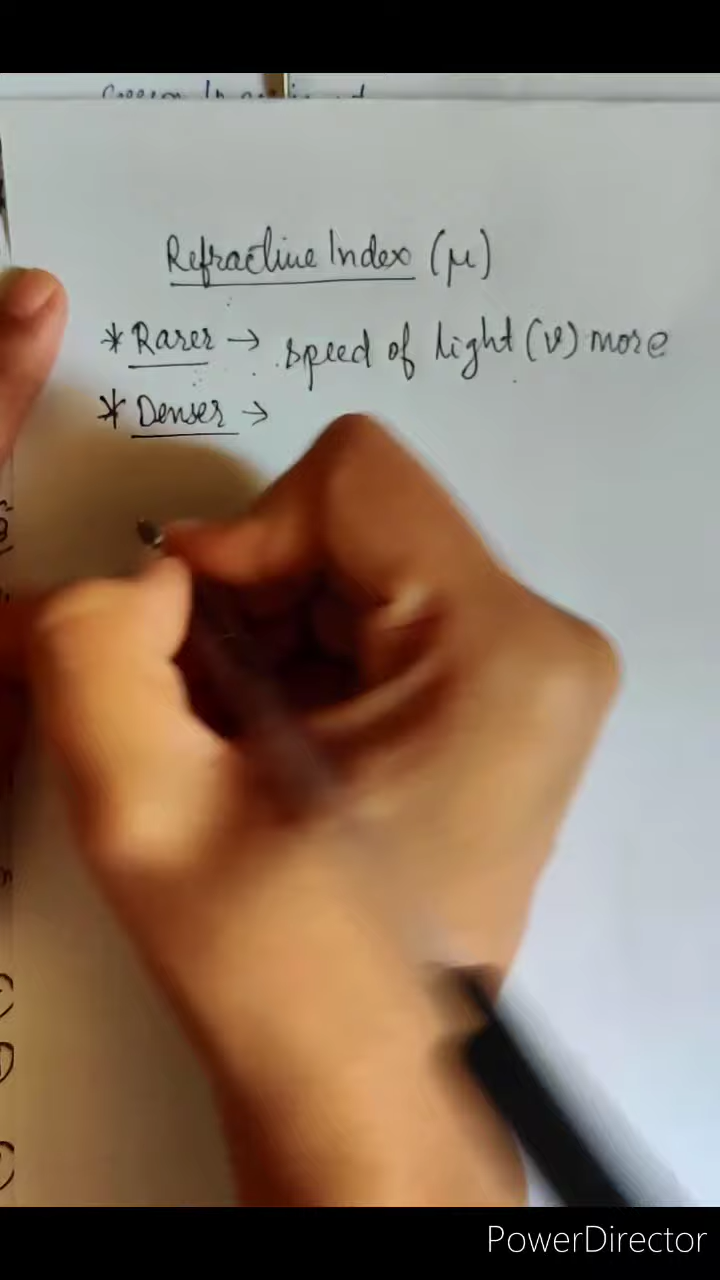 Refractive Index (μ)
* Rarer → speed of light (v) more
* Denser →
PowerDirector